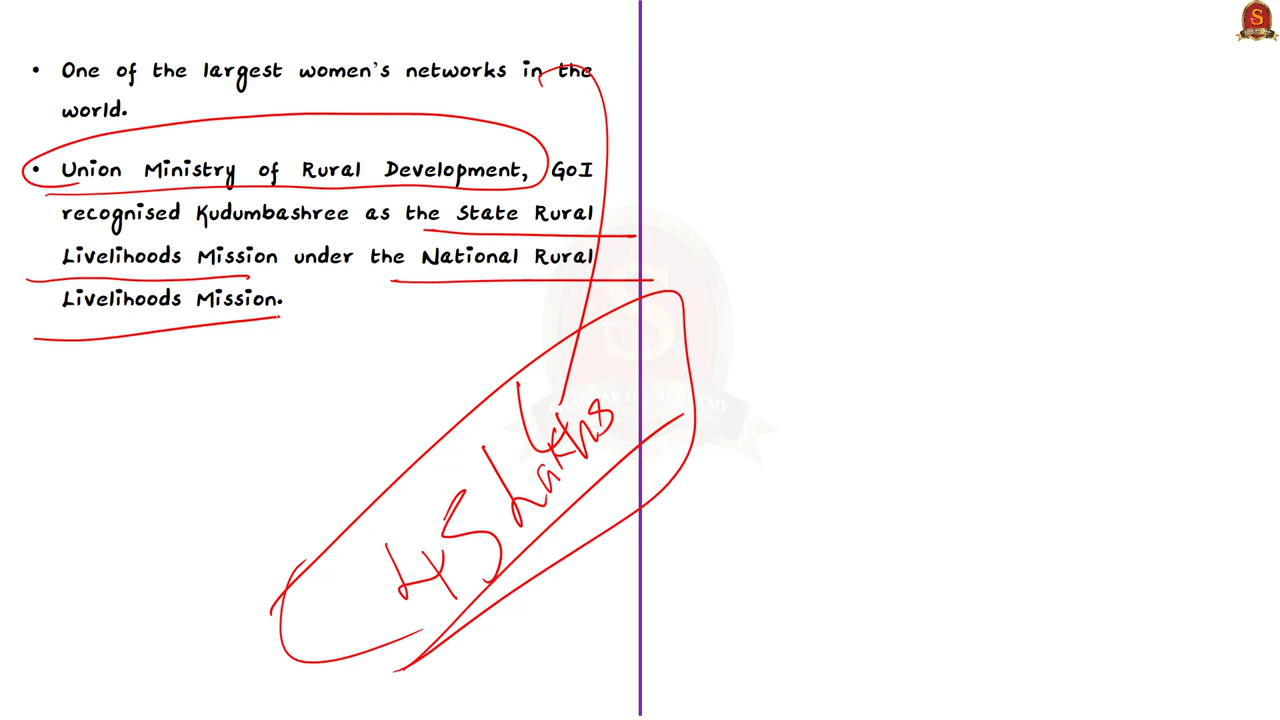 • One of the largest women's networks in the
world.
• Union Ministry of Rural Development, GoI
recognised Kudumbashree as the State Rural
Livelihoods Mission under the National Rural
Livelihoods Mission.
45 Lakhs